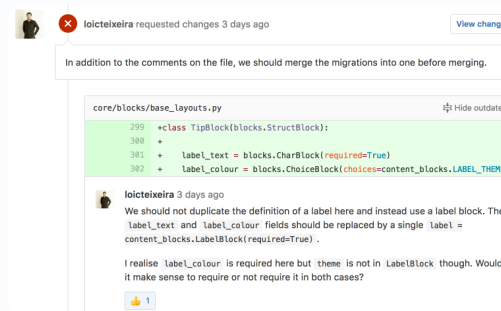 loicteixeira requested changes 3 days ago
View chang
In addition to the comments on the file, we should merge the migrations into one before merging.
core/blocks/base_layouts.py
Hide outdate
299 +class TipBlock(blocks.StructBlock):
300 +
301 + label_text = blocks.CharBlock(required=True)
302 + label_colour = blocks.ChoiceBlock(choices=content_blocks.LABEL_THEM
loicteixeira 3 days ago
We should not duplicate the definition of a label here and instead use a label block. The
label_text and label_colour fields should be replaced by a single label =
content_blocks.LabelBlock(required=True) .
I realise label_colour is required here but theme is not in LabelBlock though. Would
it make sense to require or not require it in both cases?
👍 1